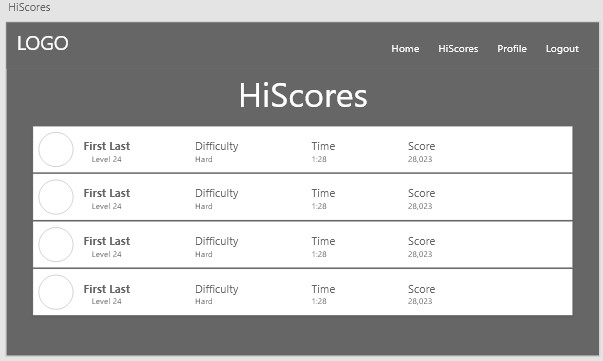 HiScores
LOGO
Home HiScores Profile Logout
HiScores
First Last Difficulty Time Score
Level 24 Hard 1:28 28,023
First Last Difficulty Time Score
Level 24 Hard 1:28 28,023
First Last Difficulty Time Score
Level 24 Hard 1:28 28,023
First Last Difficulty Time Score
Level 24 Hard 1:28 28,023